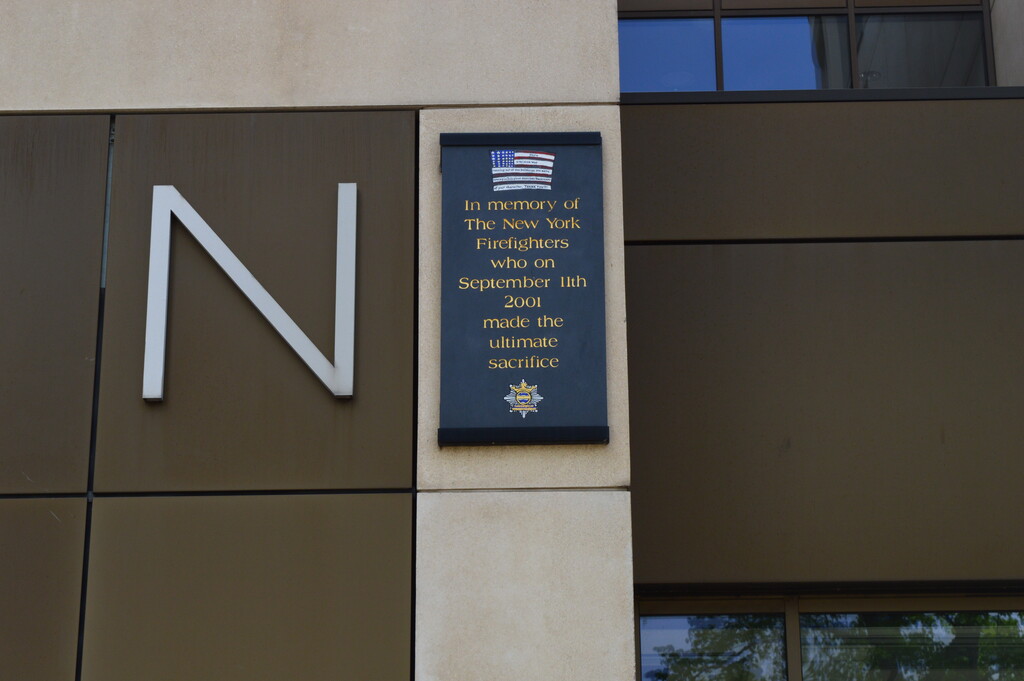 N
In memory of
The New York
Firefighters
who on
September 11th
2001
made the
ultimate
sacrifice